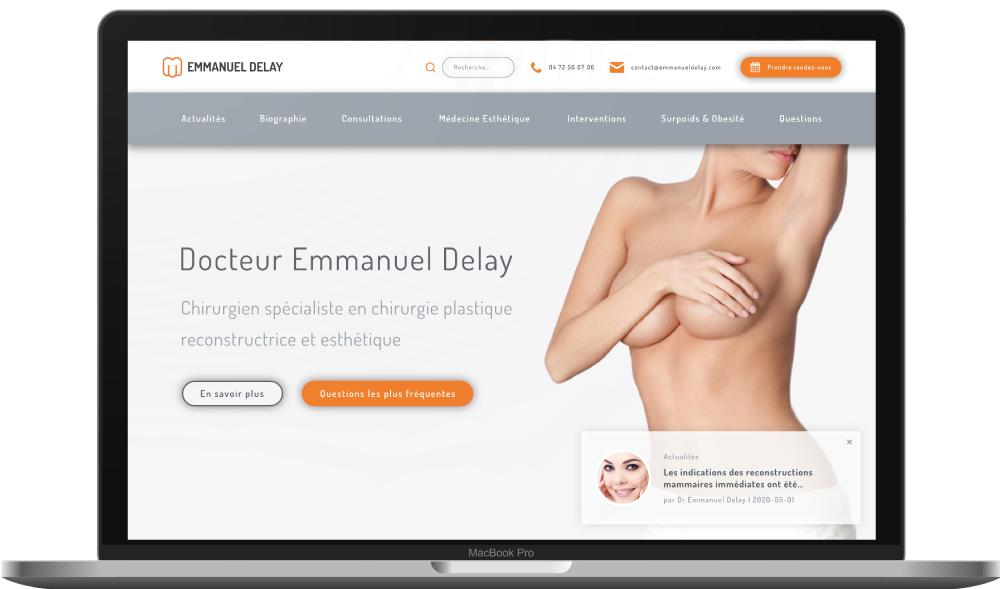 EMMANUEL DELAY
Recherche...
04 72 56 07 06
contact@emmanueldelay.com
Prendre rendez-vous
Actualités
Biographie
Consultations
Médecine Esthétique
Interventions
Surpoids & Obesité
Questions
Docteur Emmanuel Delay
Chirurgien spécialiste en chirurgie plastique
reconstructrice et esthétique
En savoir plus
Questions les plus fréquentes
×
Actualités
Les indications des reconstructions
mammaires immédiates ont été...
par Dr Emmanuel Delay | 2020-05-01
MacBook Pro